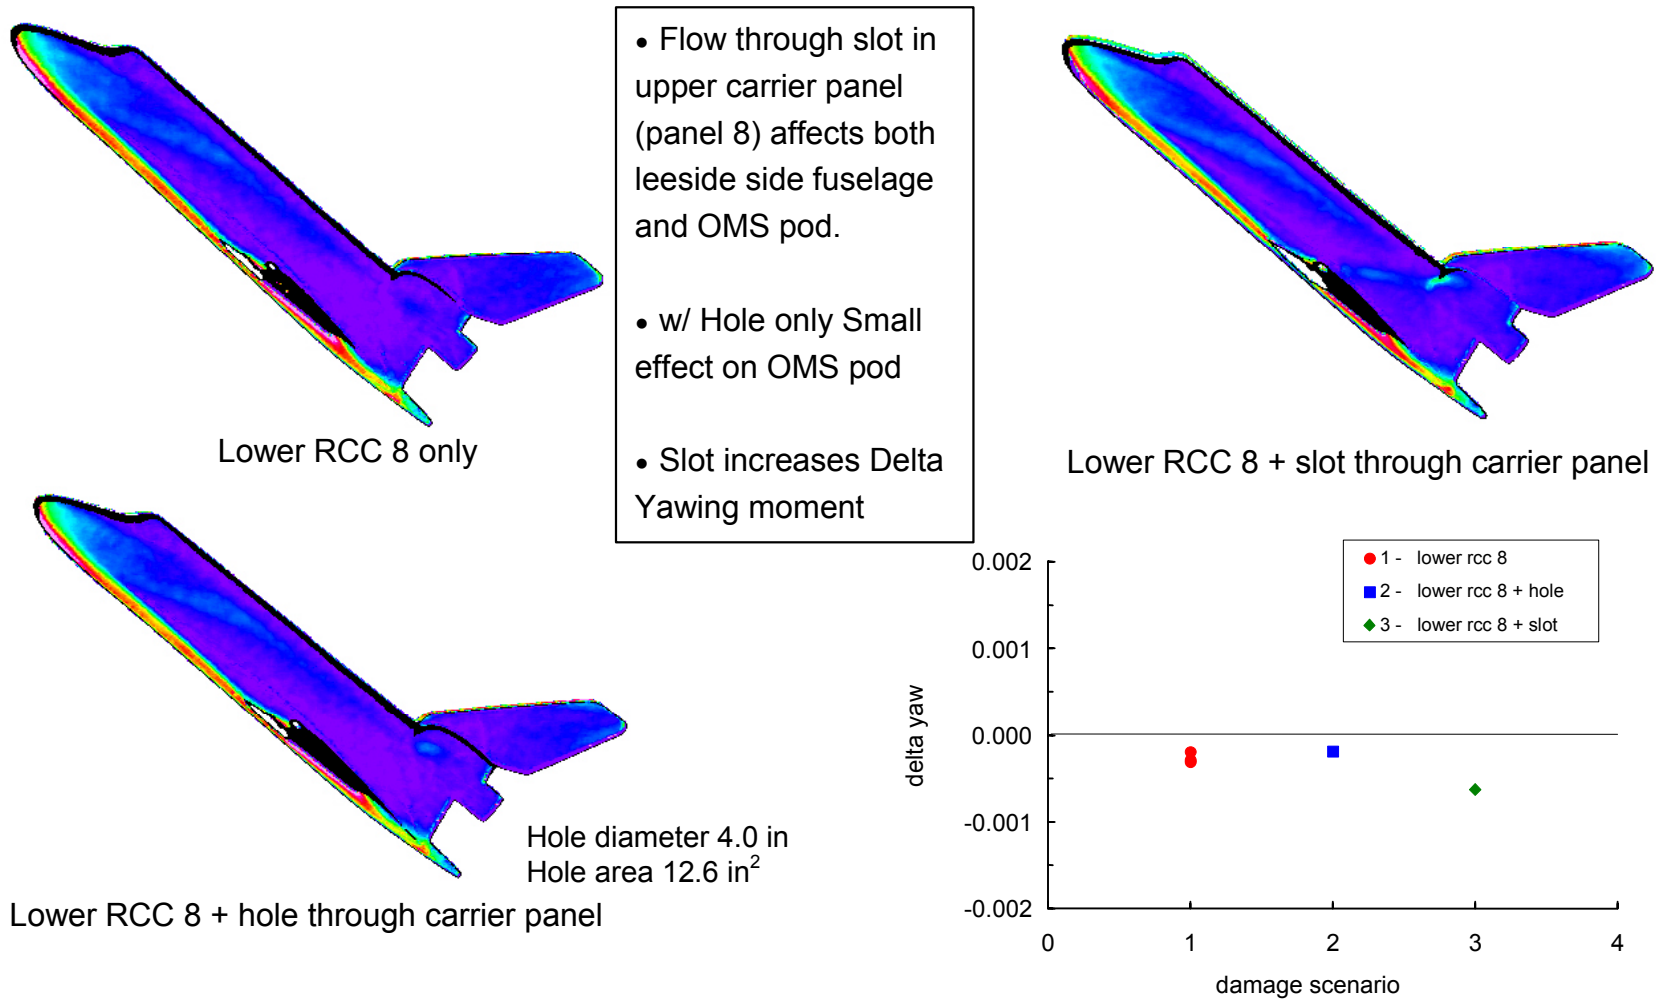 • Flow through slot in
upper carrier panel
(panel 8) affects both
leeside side fuselage
and OMS pod.
• w/ Hole only Small
effect on OMS pod
• Slot increases Delta
Yawing moment
Lower RCC 8 only
Lower RCC 8 + slot through carrier panel
Hole diameter 4.0 in
Hole area 12.6 in²
Lower RCC 8 + hole through carrier panel
1 - lower rcc 8
2 - lower rcc 8 + hole
3 - lower rcc 8 + slot
0.002
0.001
0.000
-0.001
-0.002
delta yaw
0 1 2 3 4
damage scenario